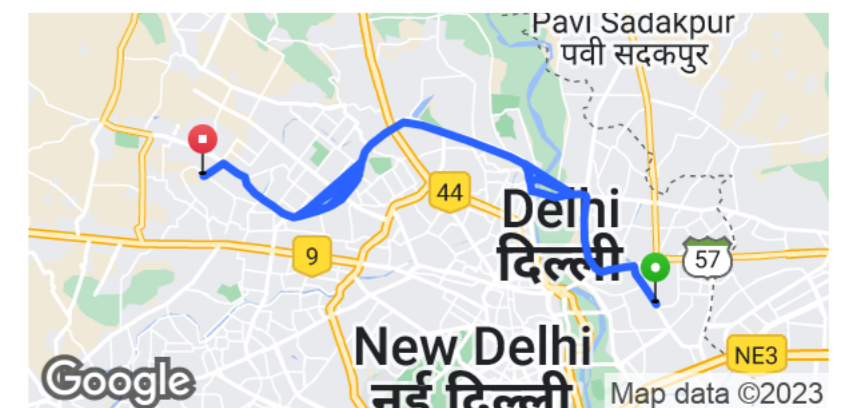 Pavi Sadakpur
पवी सदकपुर
44
Delhi
दिल्ली
9
57
New Delhi
नई दिल्ली
NE3
Google
Map data ©2023